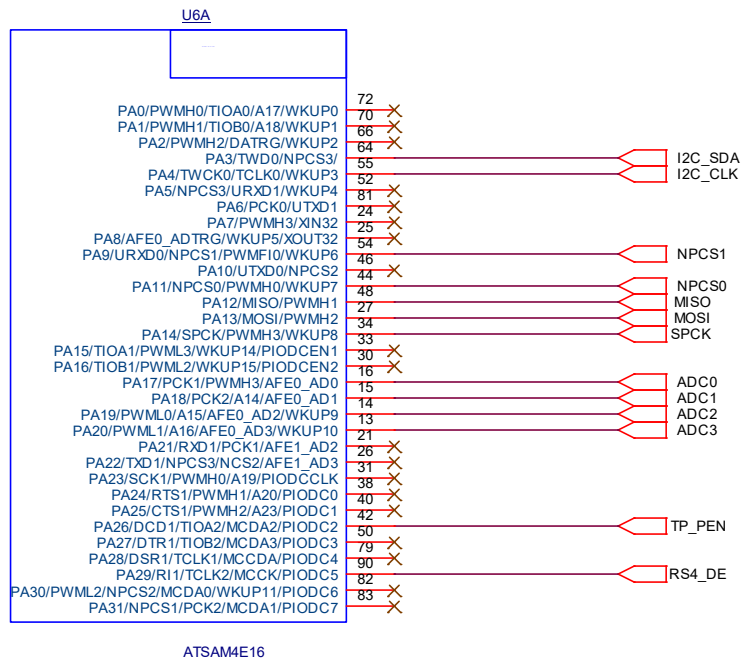 U6A
PA0/PWMH0/TIOA0/A17/WKUP0 72
PA1/PWMH1/TIOB0/A18/WKUP1 70
PA2/PWMH2/DATRG/WKUP2 66
PA3/TWD0/NPCS3/ 64 I2C_SDA
PA4/TWCK0/TCLK0/WKUP3 55 I2C_CLK
PA5/NPCS3/URXD1/WKUP4 52
PA6/PCK0/UTXD1 81
PA7/PWMH3/XIN32 24
PA8/AFE0_ADTRG/WKUP5/XOUT32 25
PA9/URXD0/NPCS1/PWMFI0/WKUP6 54 NPCS1
PA10/UTXD0/NPCS2 46
PA11/NPCS0/PWMH0/WKUP7 44 NPCS0
PA12/MISO/PWMH1 48 MISO
PA13/MOSI/PWMH2 27 MOSI
PA14/SPCK/PWMH3/WKUP8 34 SPCK
PA15/TIOA1/PWML3/WKUP14/PIODCEN1 33
PA16/TIOB1/PWML2/WKUP15/PIODCEN2 30
PA17/PCK1/PWMH3/AFE0_AD0 16 ADC0
PA18/PCK2/A14/AFE0_AD1 15 ADC1
PA19/PWML0/A15/AFE0_AD2/WKUP9 14 ADC2
PA20/PWML1/A16/AFE0_AD3/WKUP10 13 ADC3
PA21/RXD1/PCK1/AFE1_AD2 21
PA22/TXD1/NPCS3/NCS2/AFE1_AD3 26
PA23/SCK1/PWMH0/A19/PIODCCLK 31
PA24/RTS1/PWMH1/A20/PIODC0 38
PA25/CTS1/PWMH2/A23/PIODC1 40
PA26/DCD1/TIOA2/MCDA2/PIODC2 42 TP_PEN
PA27/DTR1/TIOB2/MCDA3/PIODC3 50
PA28/DSR1/TCLK1/MCCDA/PIODC4 79
PA29/RI1/TCLK2/MCCK/PIODC5 90 RS4_DE
PA30/PWML2/NPCS2/MCDA0/WKUP11/PIODC6 82
PA31/NPCS1/PCK2/MCDA1/PIODC7 83
ATSAM4E16